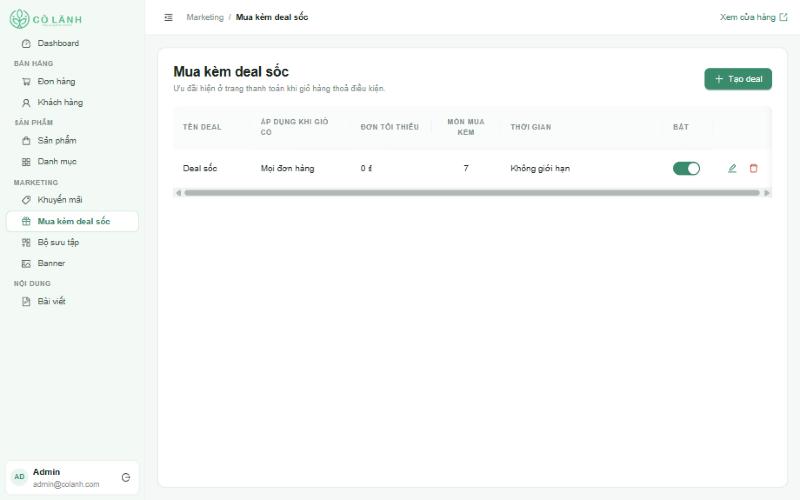 CỎ LÀNH
Dashboard
BÁN HÀNG
Đơn hàng
Khách hàng
SẢN PHẨM
Sản phẩm
Danh mục
MARKETING
Khuyến mãi
Mua kèm deal sốc
Bộ sưu tập
Banner
NỘI DUNG
Bài viết
AD
Admin
admin@colanh.com
Marketing / Mua kèm deal sốc
Xem cửa hàng
Mua kèm deal sốc
Ưu đãi hiện ở trang thanh toán khi giỏ hàng thoả điều kiện.
Tạo deal
TÊN DEAL
ÁP DỤNG KHI GIỎ
CÓ
ĐƠN TỐI THIỂU
MÓN MUA
KÈM
THỜI GIAN
BẬT
Deal sốc
Mọi đơn hàng
0 ₫
7
Không giới hạn